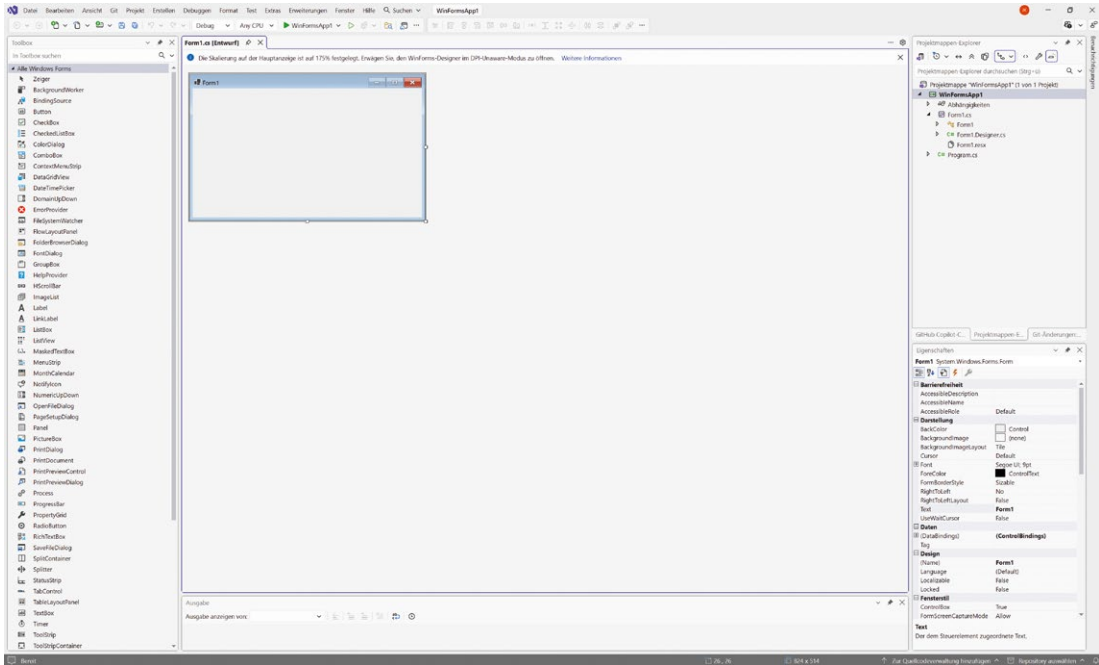 Datei Bearbeiten Ansicht Git Projekt Erstellen Debuggen Format Test Extras Erweiterungen Fenster Hilfe Suchen WinFormsApp1
Debug Any CPU WinFormsApp1
Toolbox
In Toolbox suchen
Alle Windows Forms
Zeiger
BackgroundWorker
BindingSource
Button
CheckBox
CheckedListBox
ColorDialog
ComboBox
ContextMenuStrip
DataGridView
DateTimePicker
DomainUpDown
ErrorProvider
FileSystemWatcher
FlowLayoutPanel
FolderBrowserDialog
FontDialog
GroupBox
HelpProvider
HScrollBar
ImageList
Label
LinkLabel
ListBox
ListView
MaskedTextBox
MenuStrip
MonthCalendar
NotifyIcon
NumericUpDown
OpenFileDialog
PageSetupDialog
Panel
PictureBox
PrintDialog
PrintDocument
PrintPreviewControl
PrintPreviewDialog
Process
ProgressBar
PropertyGrid
RadioButton
RichTextBox
SaveFileDialog
SplitContainer
Splitter
StatusStrip
TabControl
TableLayoutPanel
TextBox
Timer
ToolStrip
ToolStripContainer
Form1.cs [Entwurf]
Die Skalierung auf der Hauptanzeige ist auf 175% festgelegt. Erwägen Sie, den WinForms-Designer im DPI-Unaware-Modus zu öffnen. Weitere Informationen
Form1
Ausgabe
Ausgabe anzeigen von:
Projektmappen-Explorer
Projektmappen-Explorer durchsuchen (Strg+ü)
Projektmappe "WinFormsApp1" (1 von 1 Projekt)
WinFormsApp1
Abhängigkeiten
Form1.cs
Form1
C# Form1.Designer.cs
Form1.resx
C# Program.cs
GitHub Copilot-C... Projektmappen-E... Git-Änderungen:...
Benachrichtigungen
Eigenschaften
Form1 System.Windows.Forms.Form
Barrierefreiheit
AccessibleDescription
AccessibleName
AccessibleRole Default
Darstellung
BackColor Control
BackgroundImage (none)
BackgroundImageLayout Tile
Cursor Default
Font Segoe UI; 9pt
ForeColor ControlText
FormBorderStyle Sizable
RightToLeft No
RightToLeftLayout False
Text Form1
UseWaitCursor False
Daten
(DataBindings) (ControlBindings)
Tag
Design
(Name) Form1
Language (Default)
Localizable False
Locked False
Fensterstil
ControlBox True
FormScreenCaptureMode Allow
Text
Der dem Steuerelement zugeordnete Text.
Bereit 26, 26 824 x 514 Zur Quellcodeverwaltung hinzufügen Repository auswählen